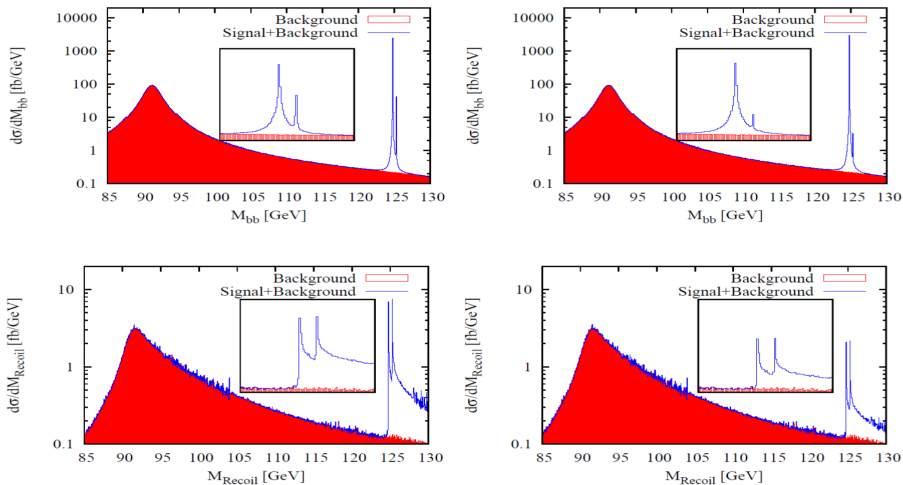 10000
1000
100
10
1
0.1
dσ/dM_bb [fb/GeV]
Background
Signal+Background
85 90 95 100 105 110 115 120 125 130
M_bb [GeV]
10000
1000
100
10
1
0.1
dσ/dM_bb [fb/GeV]
Background
Signal+Background
85 90 95 100 105 110 115 120 125 130
M_bb [GeV]
10
1
0.1
dσ/dM_Recoil [fb/GeV]
Background
Signal+Background
85 90 95 100 105 110 115 120 125 130
M_Recoil [GeV]
10
1
0.1
dσ/dM_Recoil [fb/GeV]
Background
Signal+Background
85 90 95 100 105 110 115 120 125 130
M_Recoil [GeV]